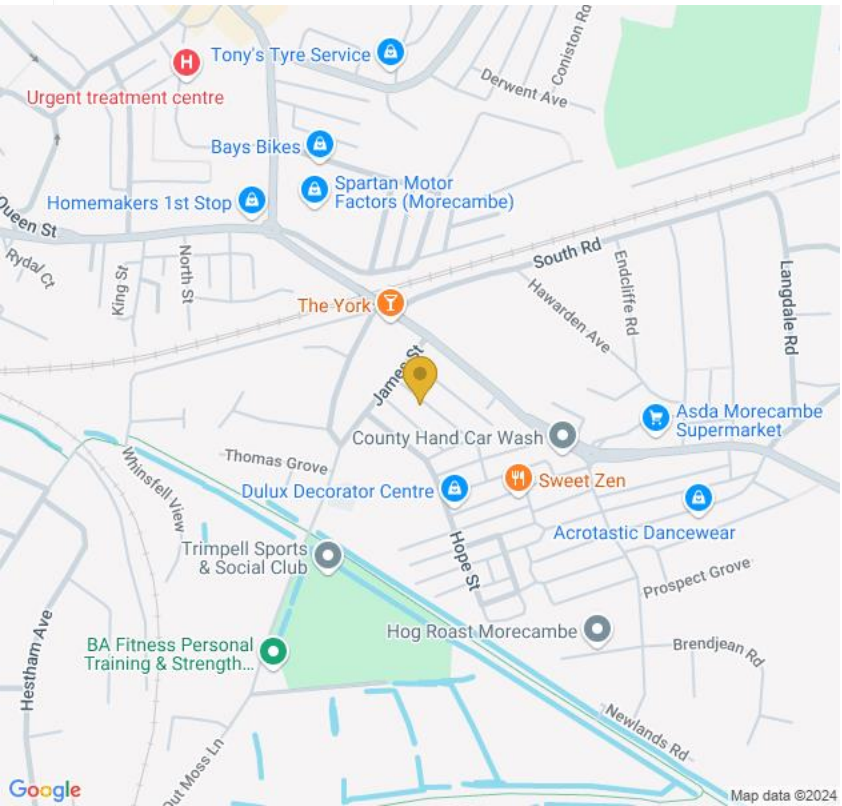 Coniston Rd
Tony's Tyre Service
H
Derwent Ave
Urgent treatment centre
Bays Bikes
Spartan Motor
Factors (Morecambe)
Homemakers 1st Stop
Queen St
South Rd
Rydal Ct
King St
North St
Endcliffe Rd
Langdale Rd
Hawarden Ave
The York
James St
Asda Morecambe
Supermarket
County Hand Car Wash
Thomas Grove
Whinsfell View
Sweet Zen
Dulux Decorator Centre
Acrotastic Dancewear
Trimpell Sports
& Social Club
Hope St
Prospect Grove
Hog Roast Morecambe
BA Fitness Personal
Training & Strength...
Brendjean Rd
Hestham Ave
Newlands Rd
out Moss Ln
Google
Map data ©2024